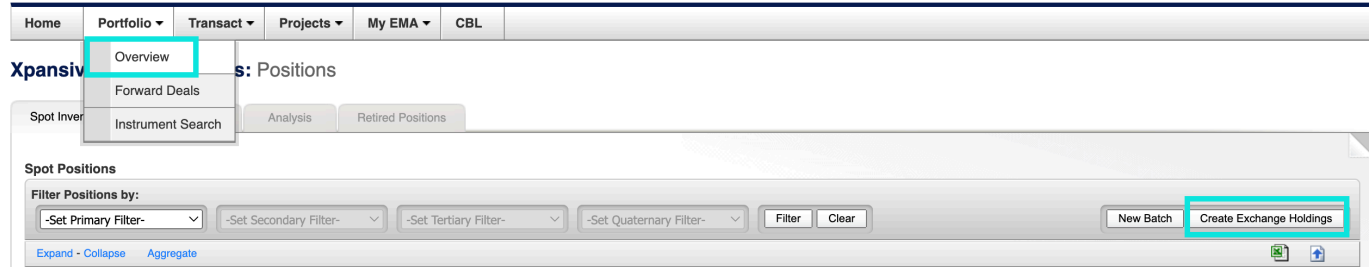 Home Portfolio ▾ Transact ▾ Projects ▾ My EMA ▾ CBL
Overview
Xpansiv s: Positions
Forward Deals
Spot Inver Analysis Retired Positions
Instrument Search
Spot Positions
Filter Positions by:
-Set Primary Filter- -Set Secondary Filter- -Set Tertiary Filter- -Set Quaternary Filter- Filter Clear New Batch Create Exchange Holdings
Expand - Collapse Aggregate